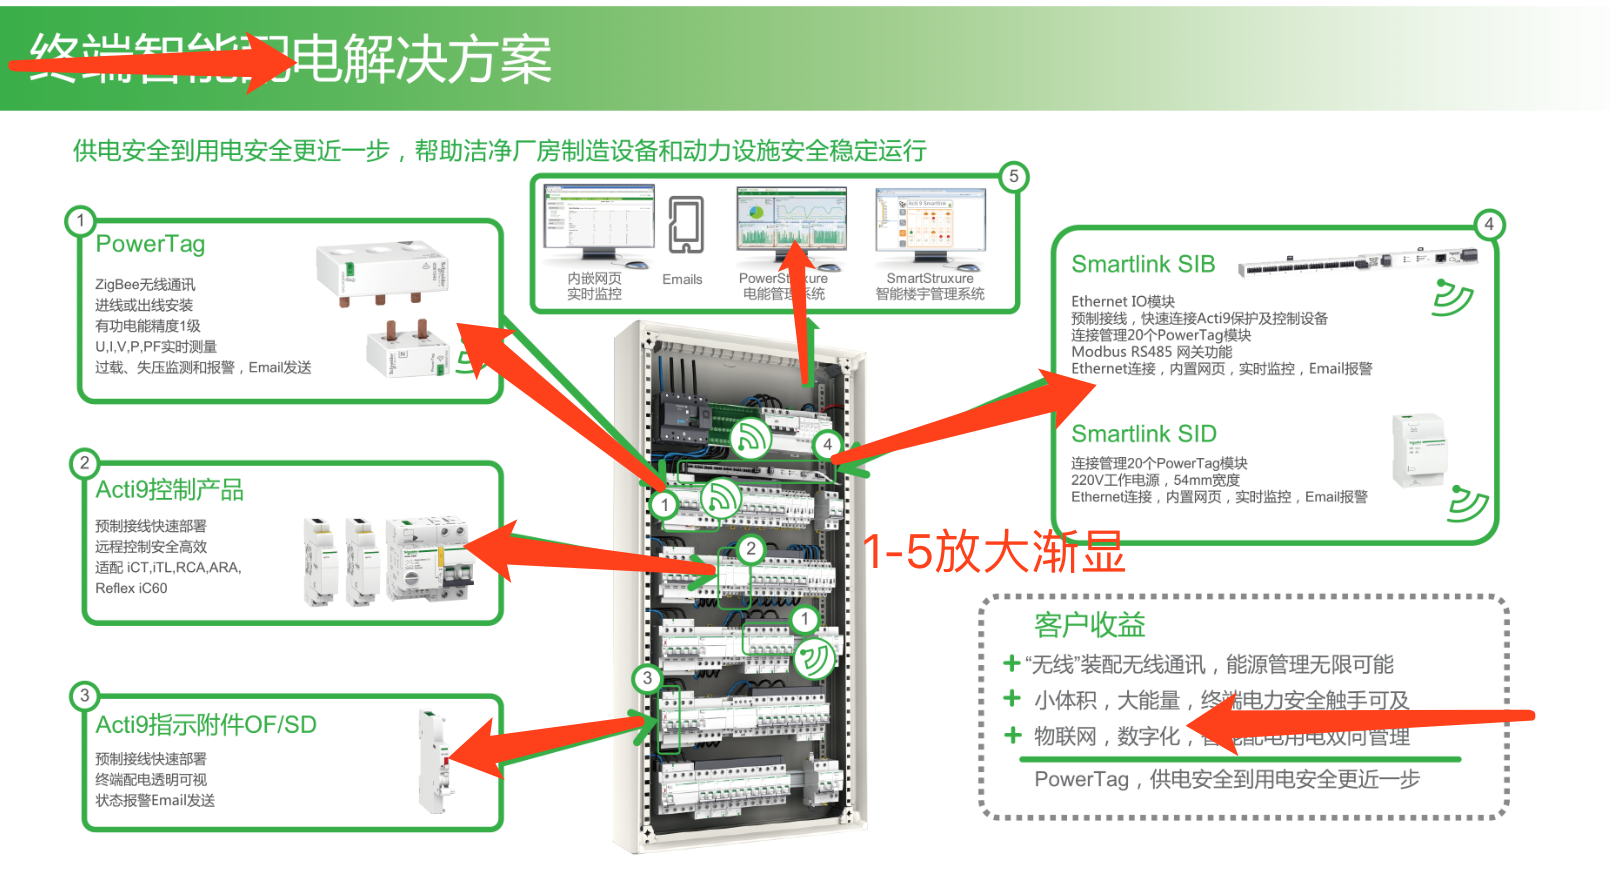 终端智能配电解决方案
供电安全到用电安全更近一步，帮助洁净厂房制造设备和动力设施安全稳定运行
1
PowerTag
ZigBee无线通讯
进线或出线安装
有功电能精度1级
U,I,V,P,PF实时测量
过载、失压监测和报警，Email发送
2
Acti9控制产品
预制接线快速部署
远程控制安全高效
适配 iCT,iTL,RCA,ARA,
Reflex iC60
3
Acti9指示附件OF/SD
预制接线快速部署
终端配电透明可视
状态报警Email发送
5
内嵌网页
实时监控
Emails
PowerStruxure
电能管理系统
Acti 9 Smartlink
SmartStruxure
智能楼宇管理系统
4
1
2
1
3
1-5放大渐显
4
Smartlink SIB
Ethernet IO模块
预制接线，快速连接Acti9保护及控制设备
连接管理20个PowerTag模块
Modbus RS485 网关功能
Ethernet连接，内置网页，实时监控，Email报警
Smartlink SID
连接管理20个PowerTag模块
220V工作电源，54mm宽度
Ethernet连接，内置网页，实时监控，Email报警
客户收益
+ “无线”装配无线通讯，能源管理无限可能
+ 小体积，大能量，终端电力安全触手可及
+ 物联网，数字化，智能配电用电双向管理
PowerTag，供电安全到用电安全更近一步